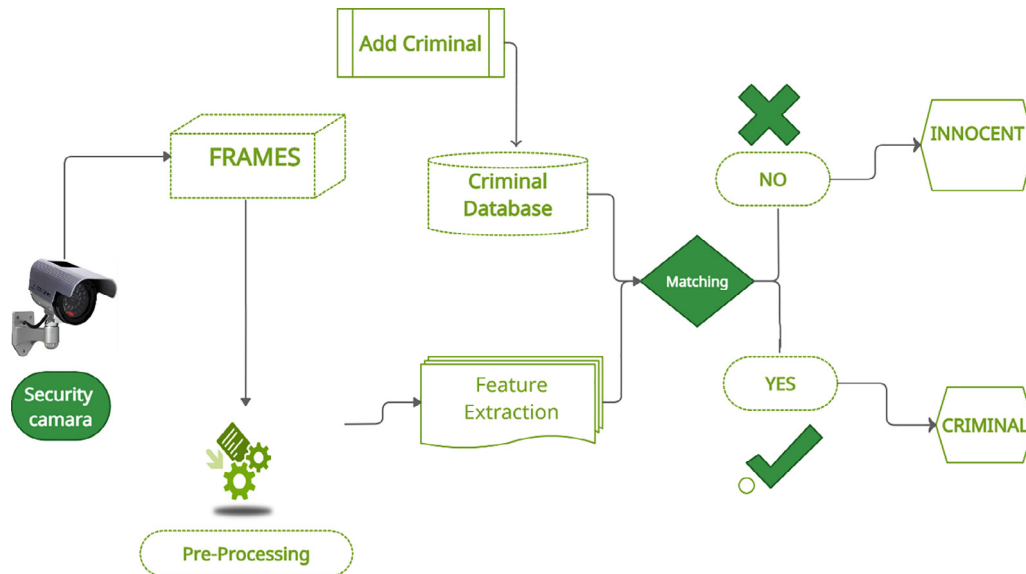 Add Criminal
FRAMES
Criminal
Database
NO
INNOCENT
Matching
Security
camara
Feature
Extraction
YES
CRIMINAL
Pre-Processing